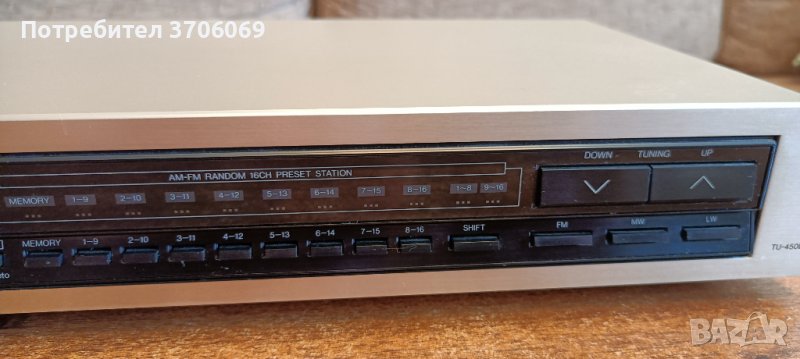 Потребител 3706069
AM-FM RANDOM 16CH PRESET STATION
MEMORY 1-9 2-10 3-11 4-12 5-13 6-14 7-15 8-16 1-8 9-16
DOWN TUNING UP
MEMORY 1-9 2-10 3-11 4-12 5-13 6-14 7-15 8-16 SHIFT FM MW LW
BAZAR